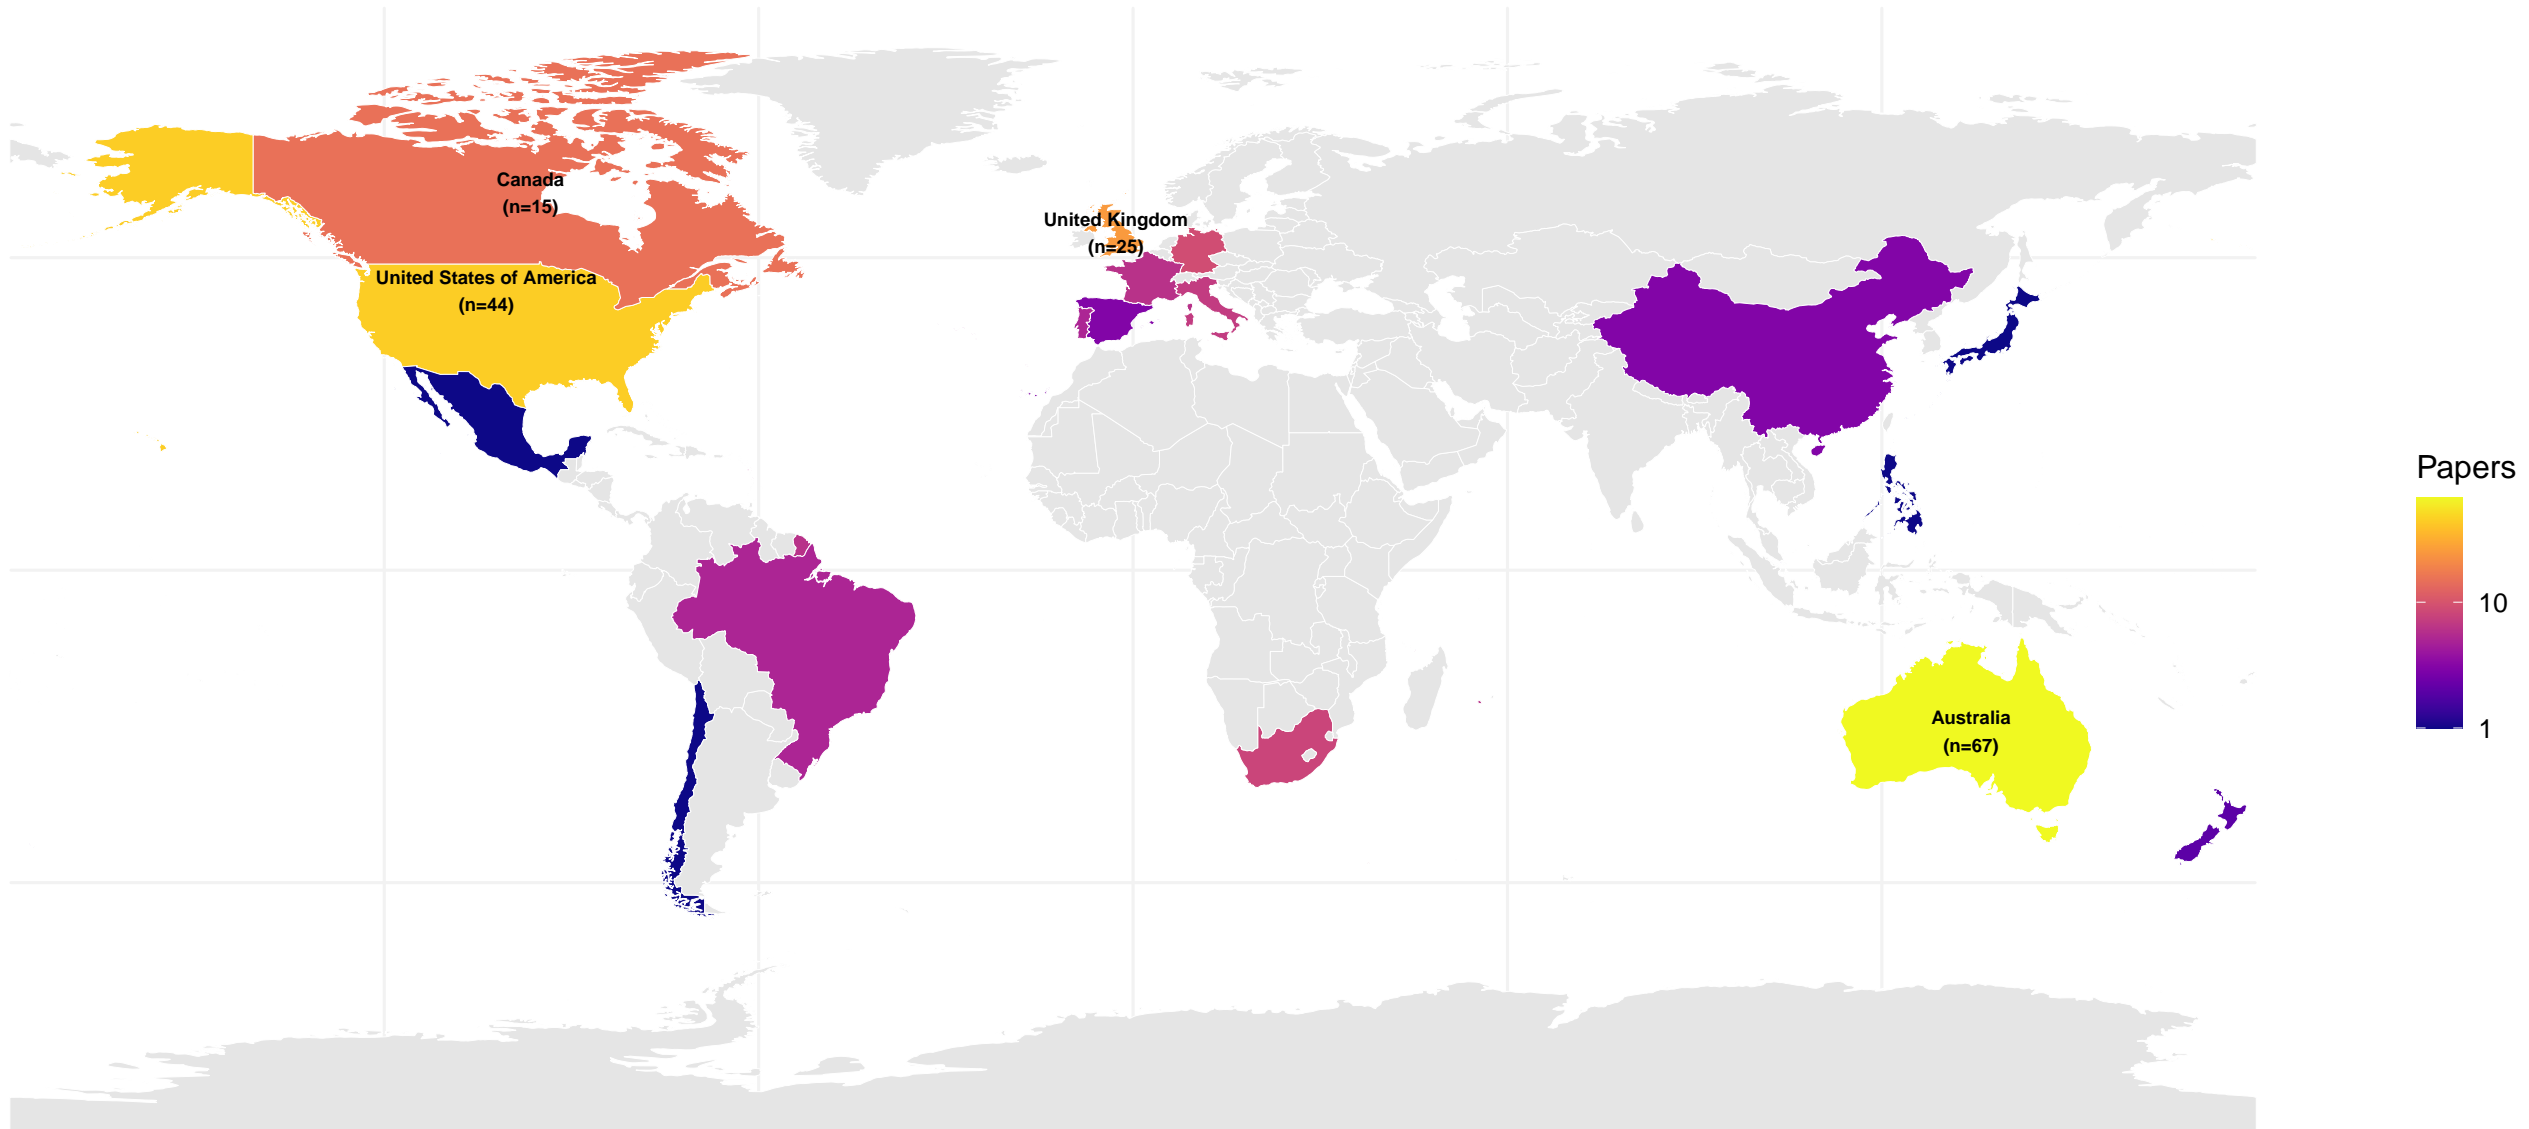 Canada
(n=15)
United Kingdom
(n=25)
United States of America
(n=44)
Australia
(n=67)
Papers
10
1